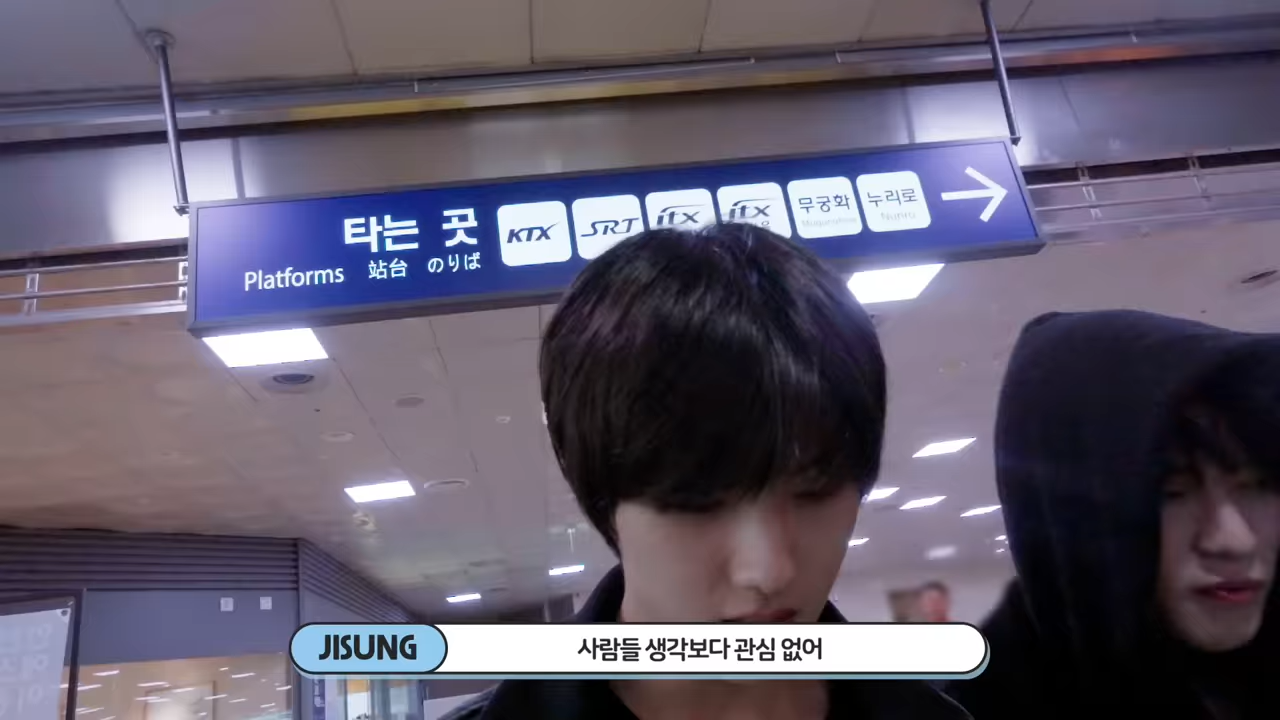 타는 곳
Platforms 站台 のりば
KTX SRT itx itx 무궁화 누리로
Nuriro
JISUNG 사람들 생각보다 관심 없어